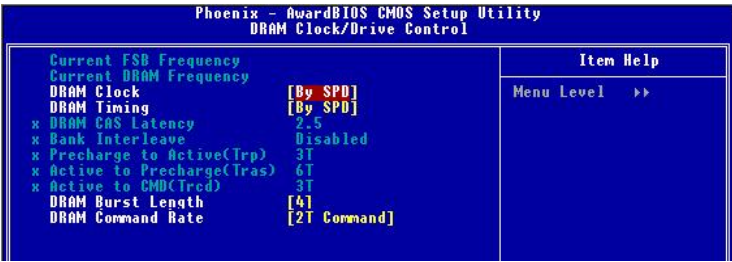 Phoenix - AwardBIOS CMOS Setup Utility
DRAM Clock/Drive Control
Current FSB Frequency
Current DRAM Frequency
DRAM Clock [By SPD]
DRAM Timing [By SPD]
x DRAM CAS Latency 2.5
x Bank Interleave Disabled
x Precharge to Active(Trp) 3T
x Active to Precharge(Tras) 6T
x Active to CMD(Trcd) 3T
DRAM Burst Length [4]
DRAM Command Rate [2T Command]
Item Help
Menu Level ▸▸